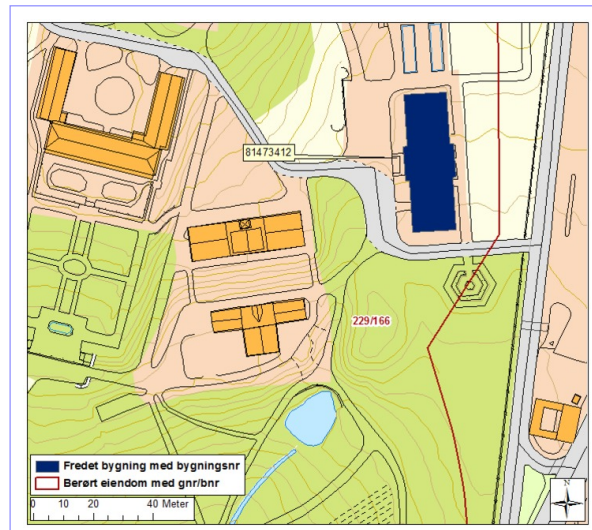 81473412
229/166
Fredet bygning med bygningsnr
Berørt eiendom med gnr/bnr
0 10 20 40 Meter
N